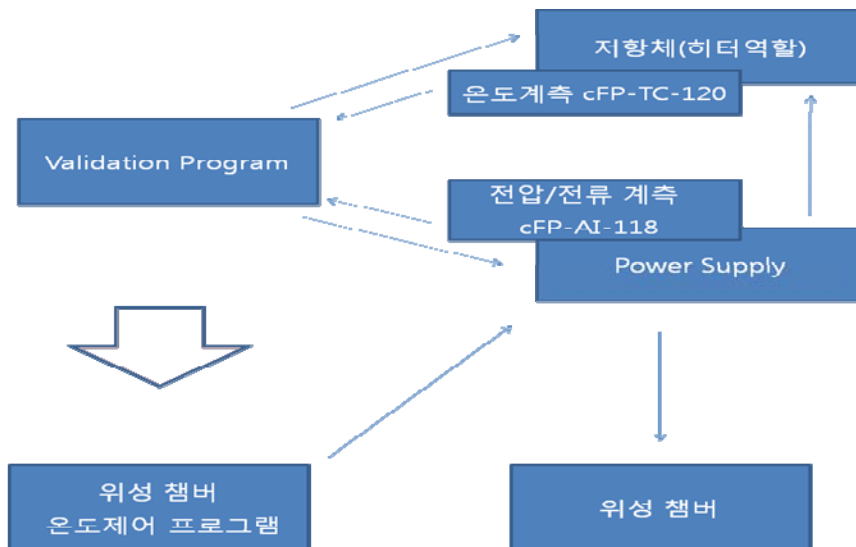 저항체(히터역할)
온도계측 cFP-TC-120
Validation Program
전압/전류 계측
cFP-AI-118
Power Supply
위성 챔버
온도제어 프로그램
위성 챔버